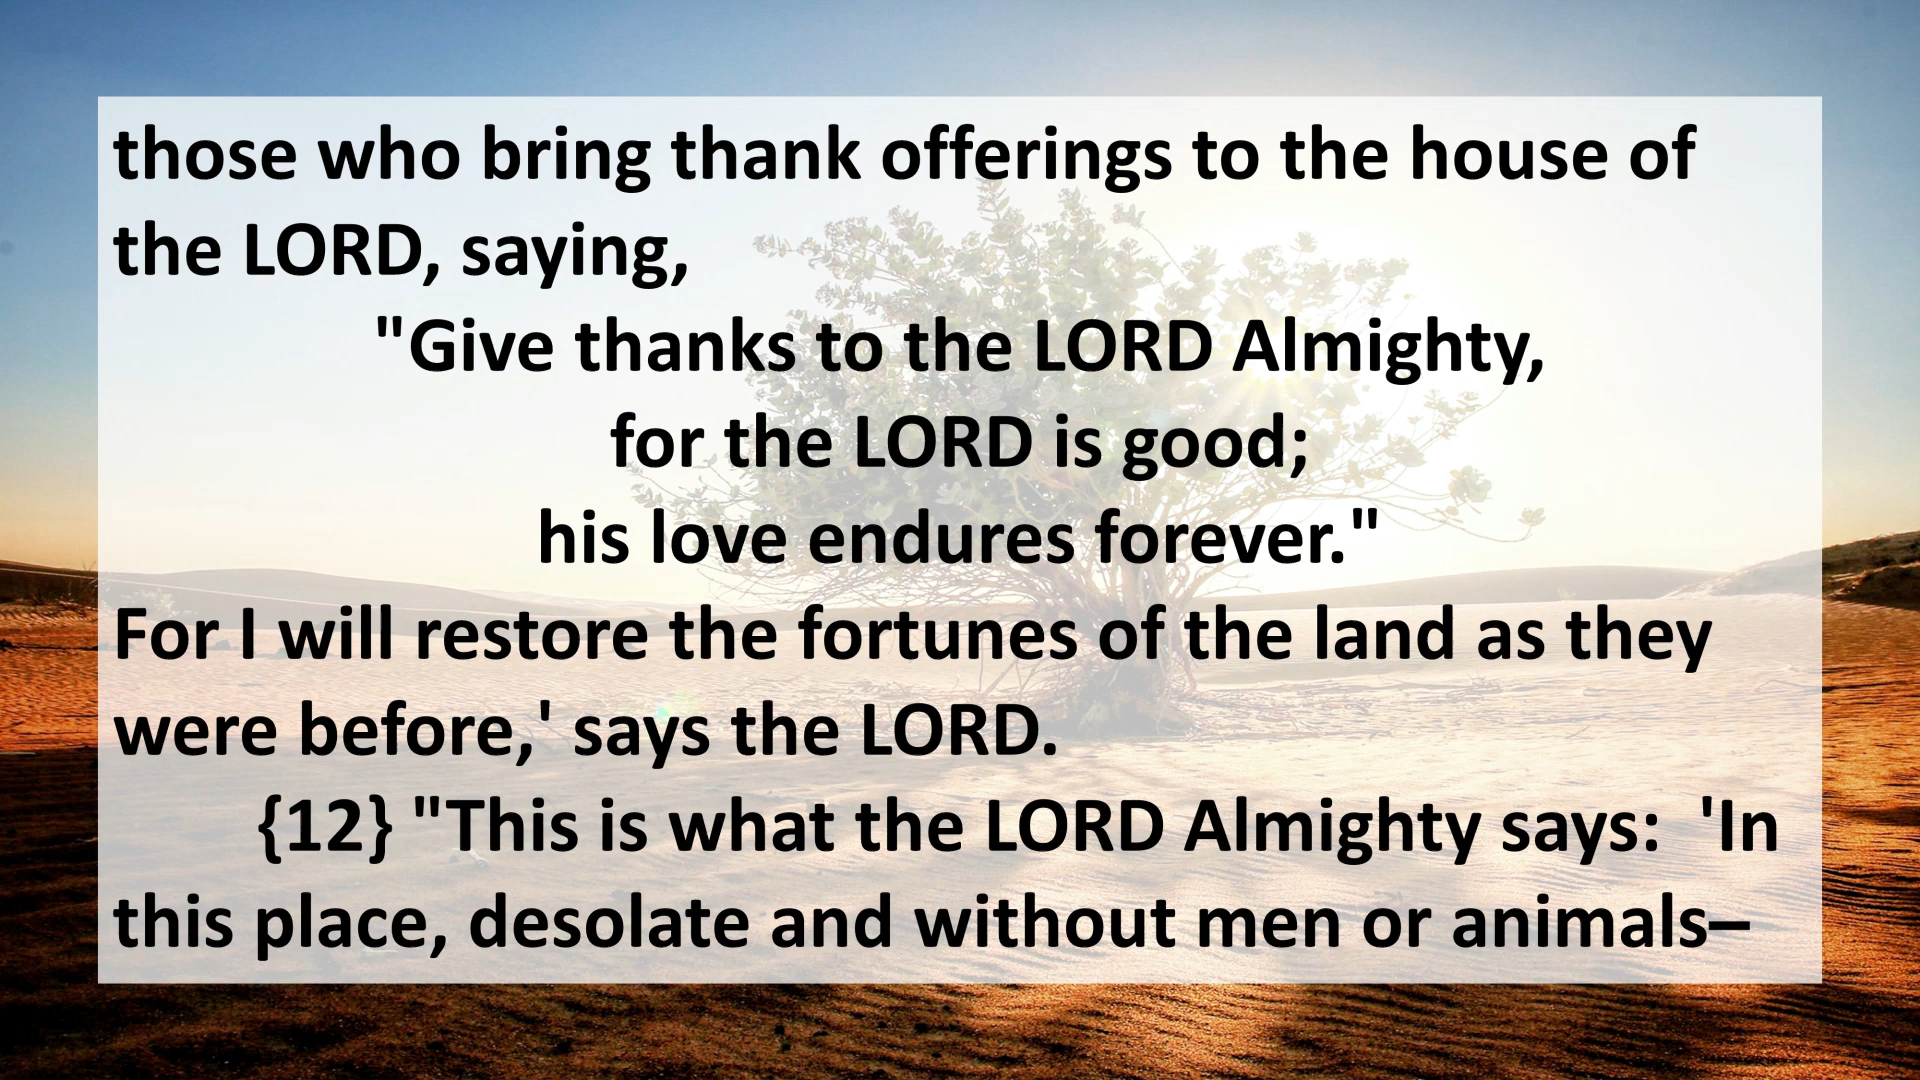 those who bring thank offerings to the house of
the LORD, saying,
"Give thanks to the LORD Almighty,
for the LORD is good;
his love endures forever."
For I will restore the fortunes of the land as they
were before,' says the LORD.
{12} "This is what the LORD Almighty says:  'In
this place, desolate and without men or animals–